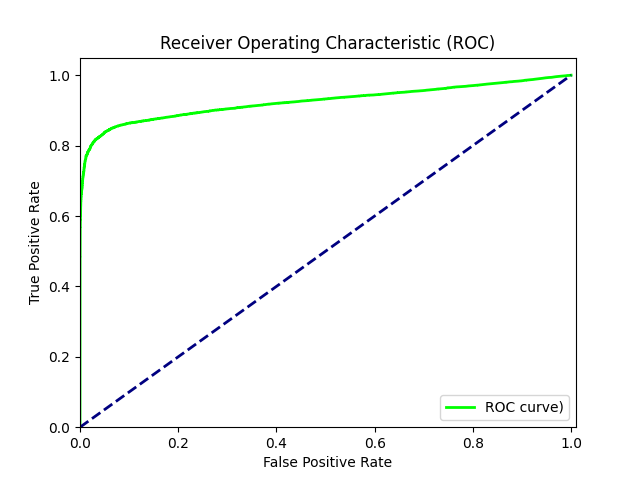 Receiver Operating Characteristic (ROC)
1.0
0.8
0.6
0.4
0.2
0.0
True Positive Rate
ROC curve)
0.0 0.2 0.4 0.6 0.8 1.0
False Positive Rate